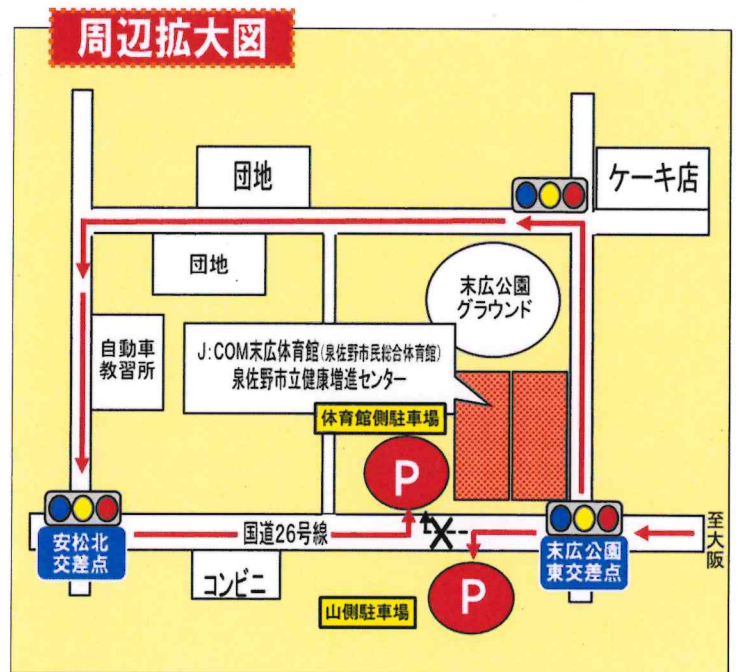 周辺拡大図
団地
ケーキ店
団地
末広公園
グラウンド
自動車
教習所
J:COM末広体育館(泉佐野市民総合体育館)
泉佐野市立健康増進センター
体育館側駐車場
P
安松北
交差点
国道26号線
末広公園
東交差点
至大阪
コンビニ
山側駐車場
P